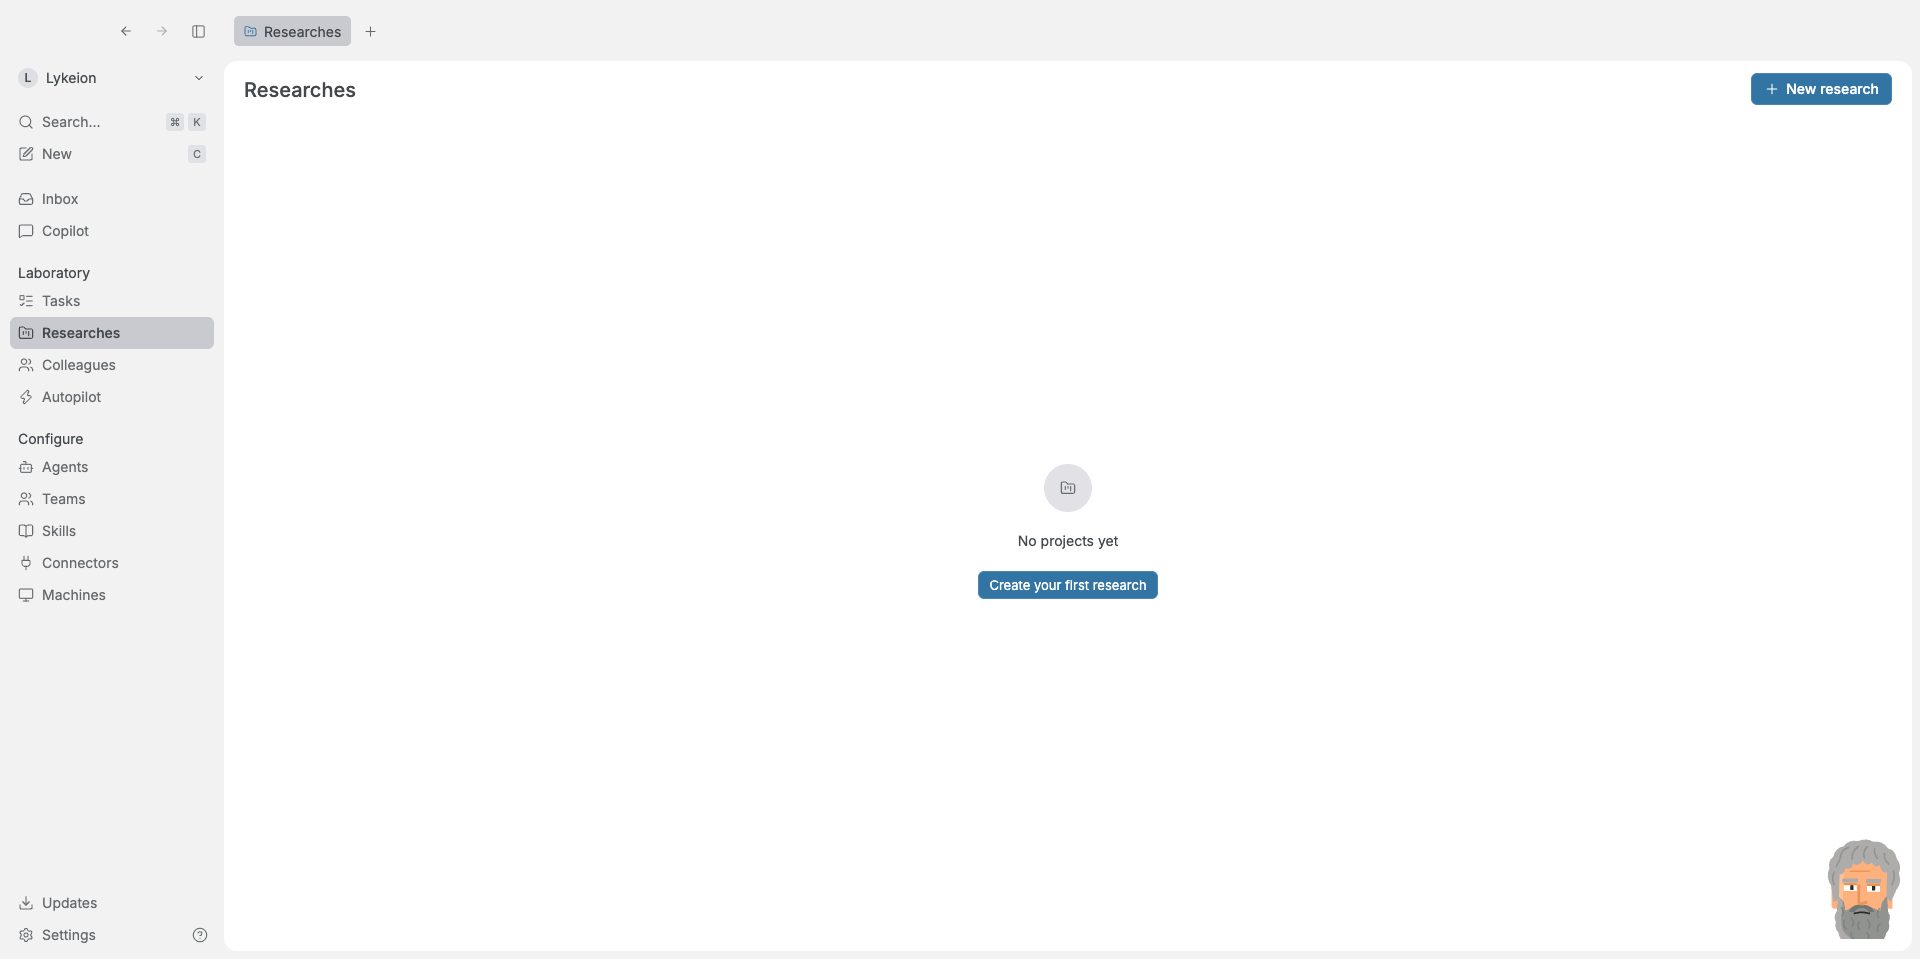 Researches
L Lykeion
Search... ⌘ K
New C
Inbox
Copilot
Laboratory
Tasks
Researches
Colleagues
Autopilot
Configure
Agents
Teams
Skills
Connectors
Machines
Updates
Settings
Researches
New research
No projects yet
Create your first research